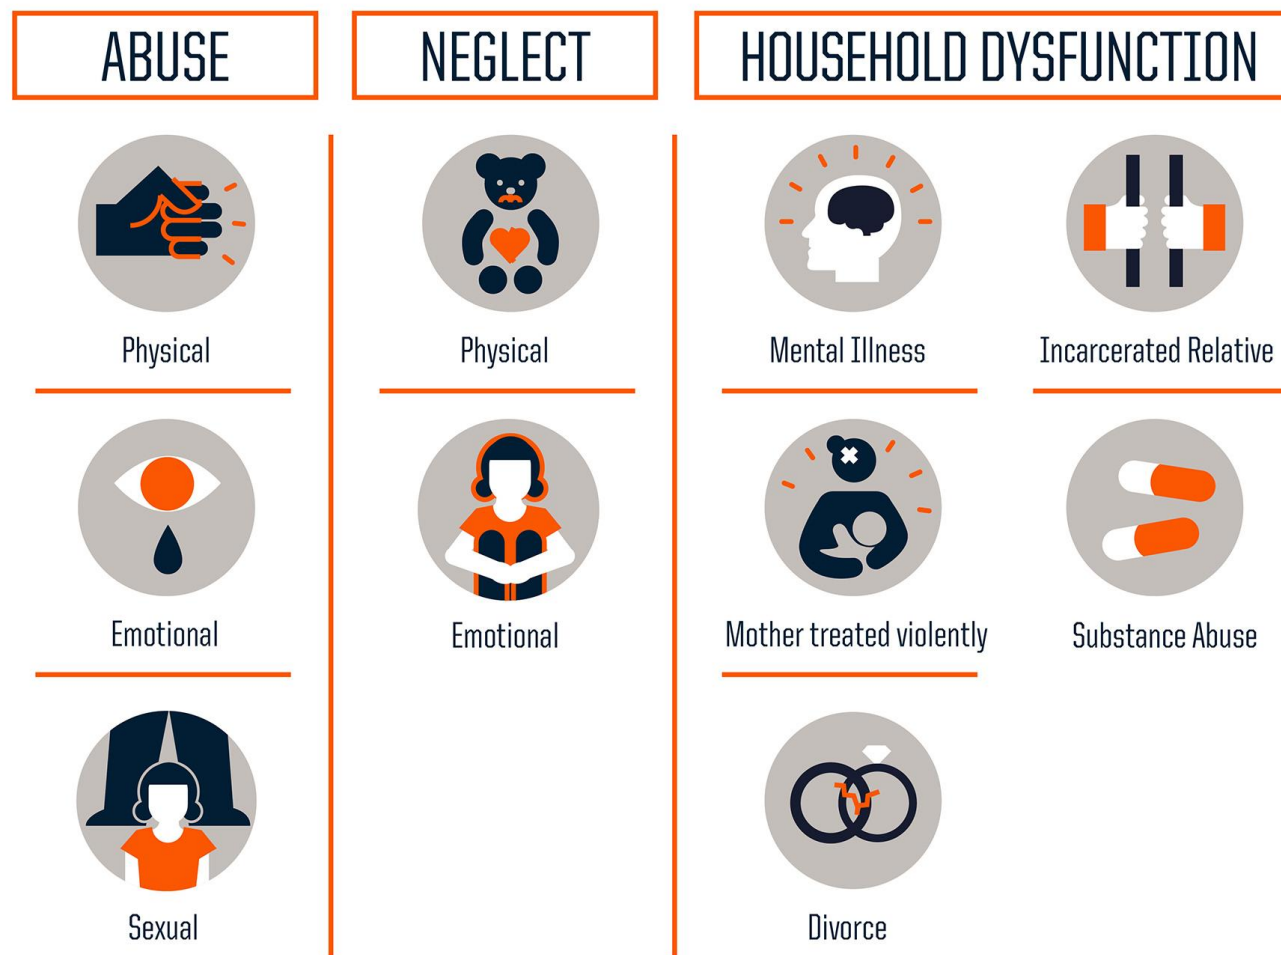 ABUSE
Physical
Emotional
Sexual
NEGLECT
Physical
Emotional
HOUSEHOLD DYSFUNCTION
Mental Illness
Incarcerated Relative
Mother treated violently
Substance Abuse
Divorce